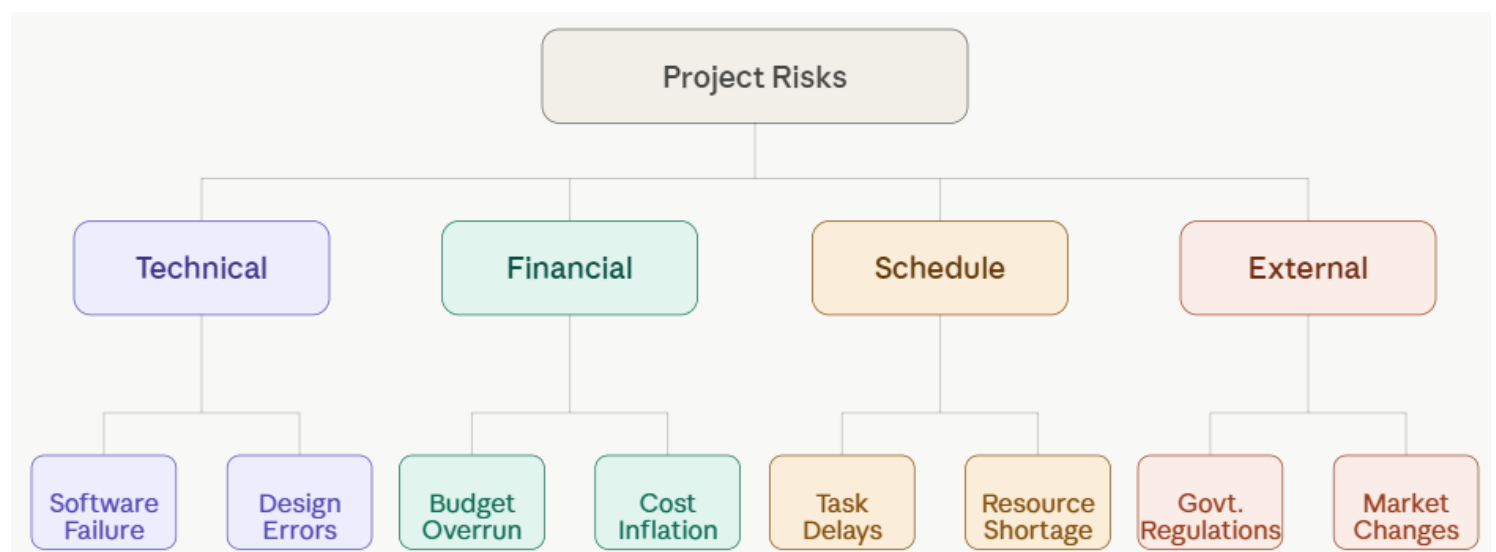 Project Risks
Technical
Financial
Schedule
External
Software
Failure
Design
Errors
Budget
Overrun
Cost
Inflation
Task
Delays
Resource
Shortage
Govt.
Regulations
Market
Changes